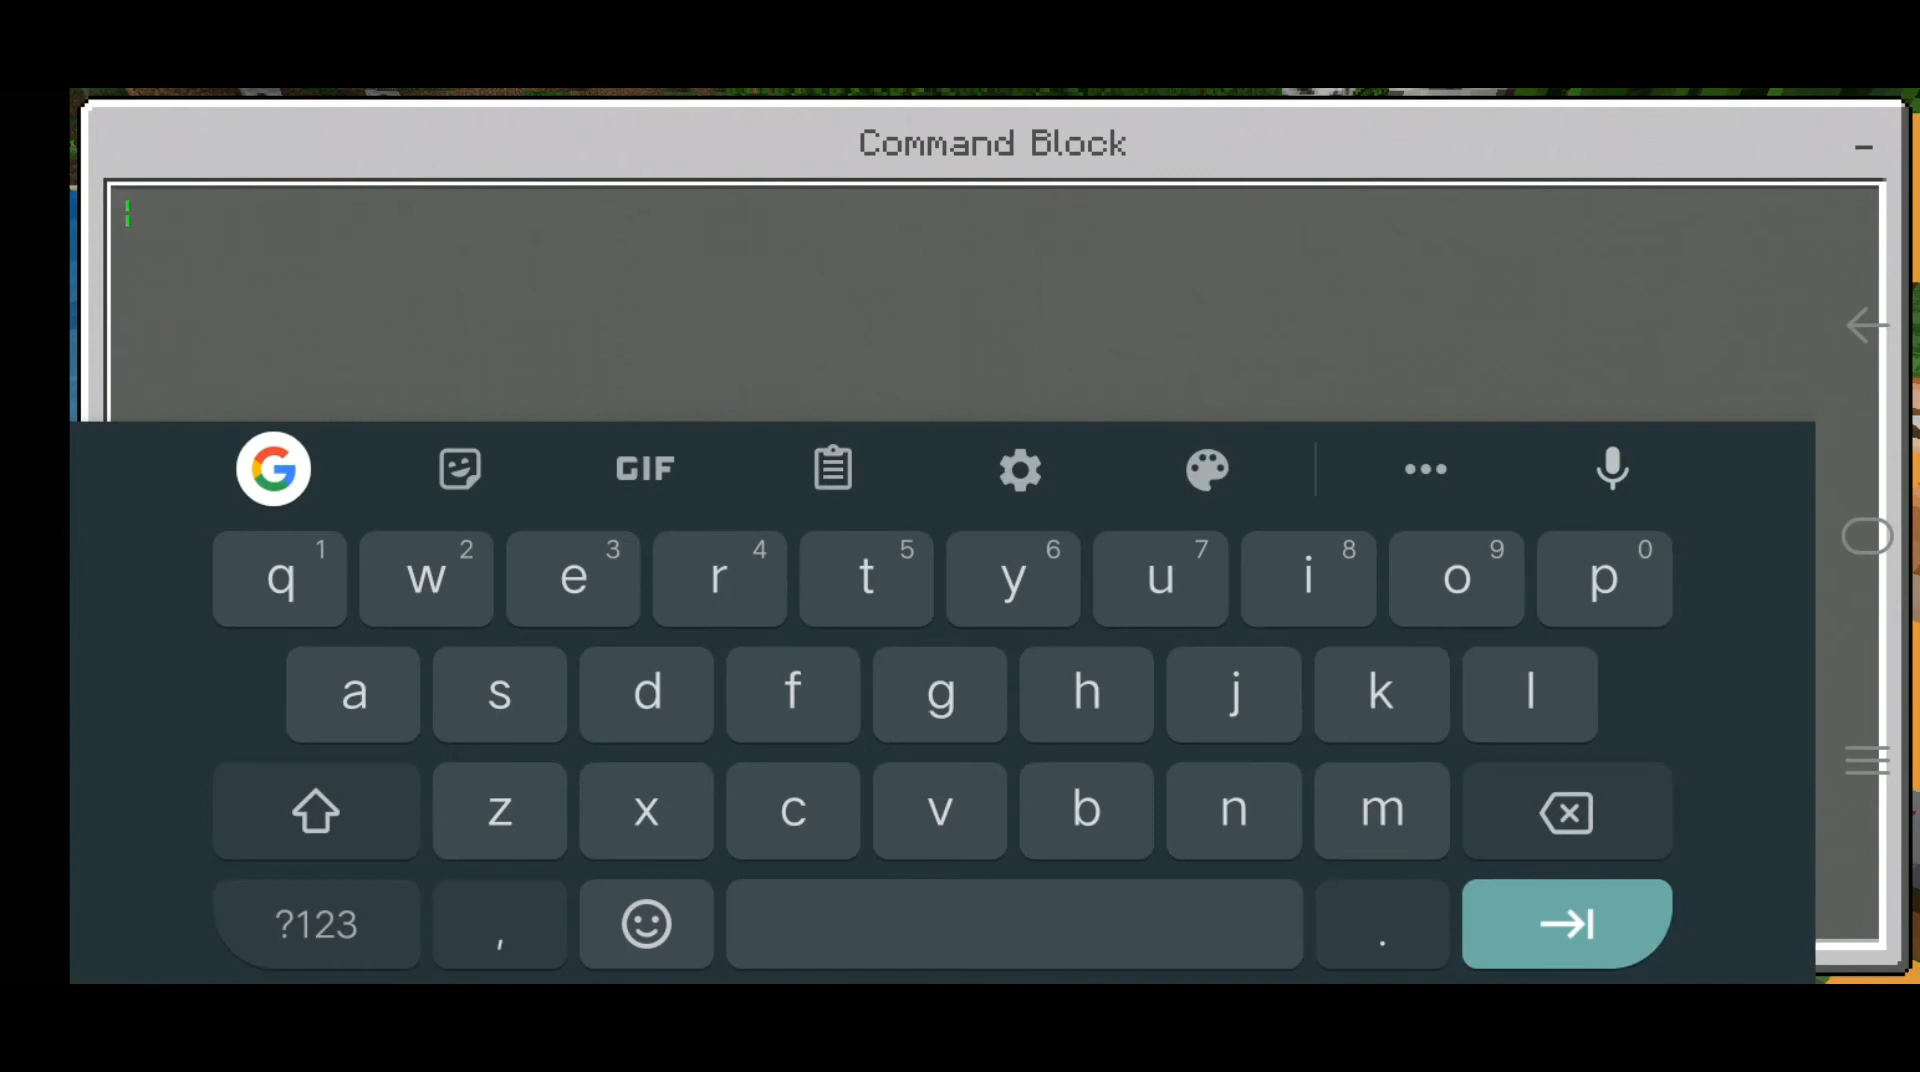 Command Block
G GIF
q 1 w 2 e 3 r 4 t 5 y 6 u 7 i 8 o 9 p 0
a s d f g h j k l
z x c v b n m
?123 , .